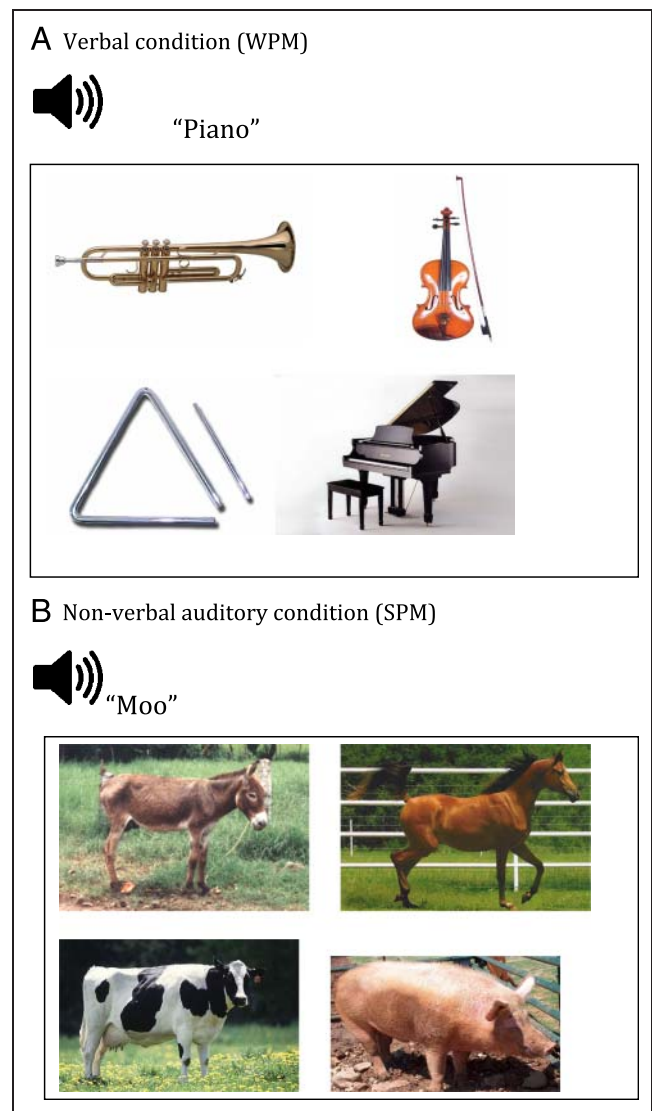 A Verbal condition (WPM)
“Piano”
B Non-verbal auditory condition (SPM)
“Moo”